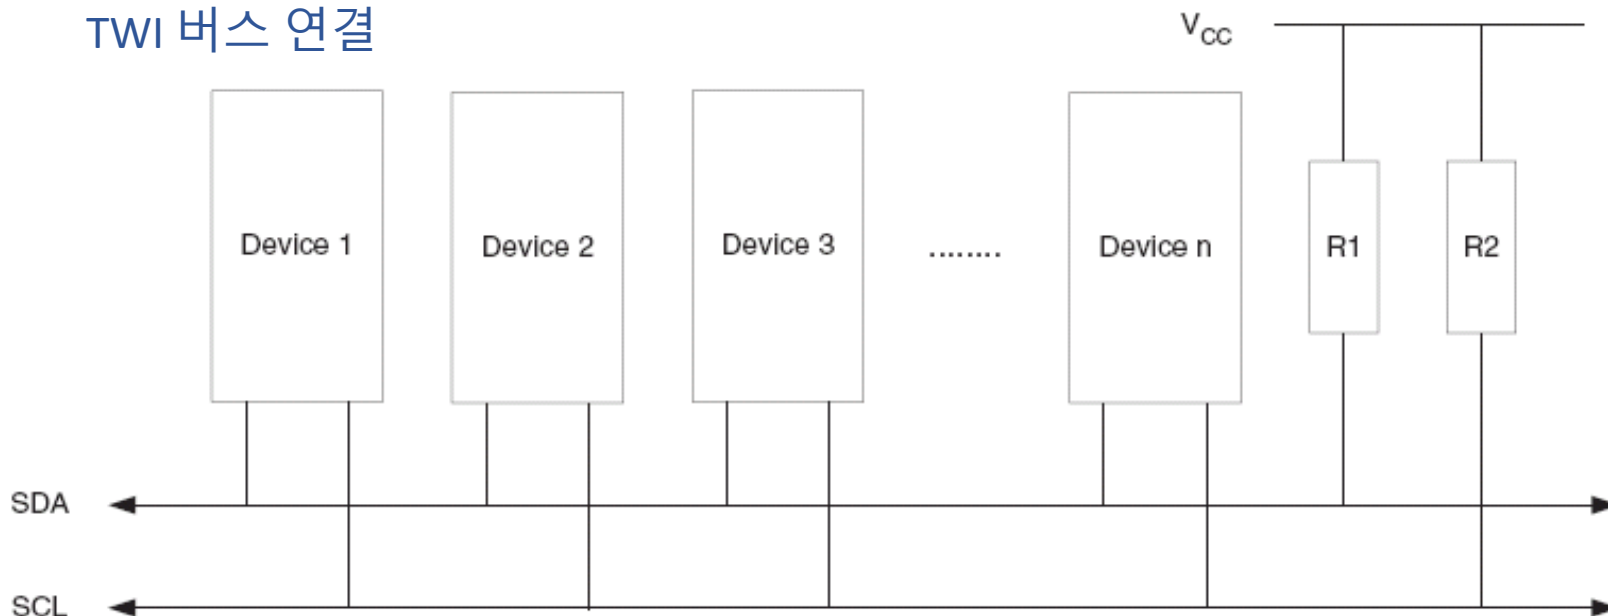 TWI 버스 연결
VCC
Device 1
Device 2
Device 3
........
Device n
R1
R2
SDA
SCL